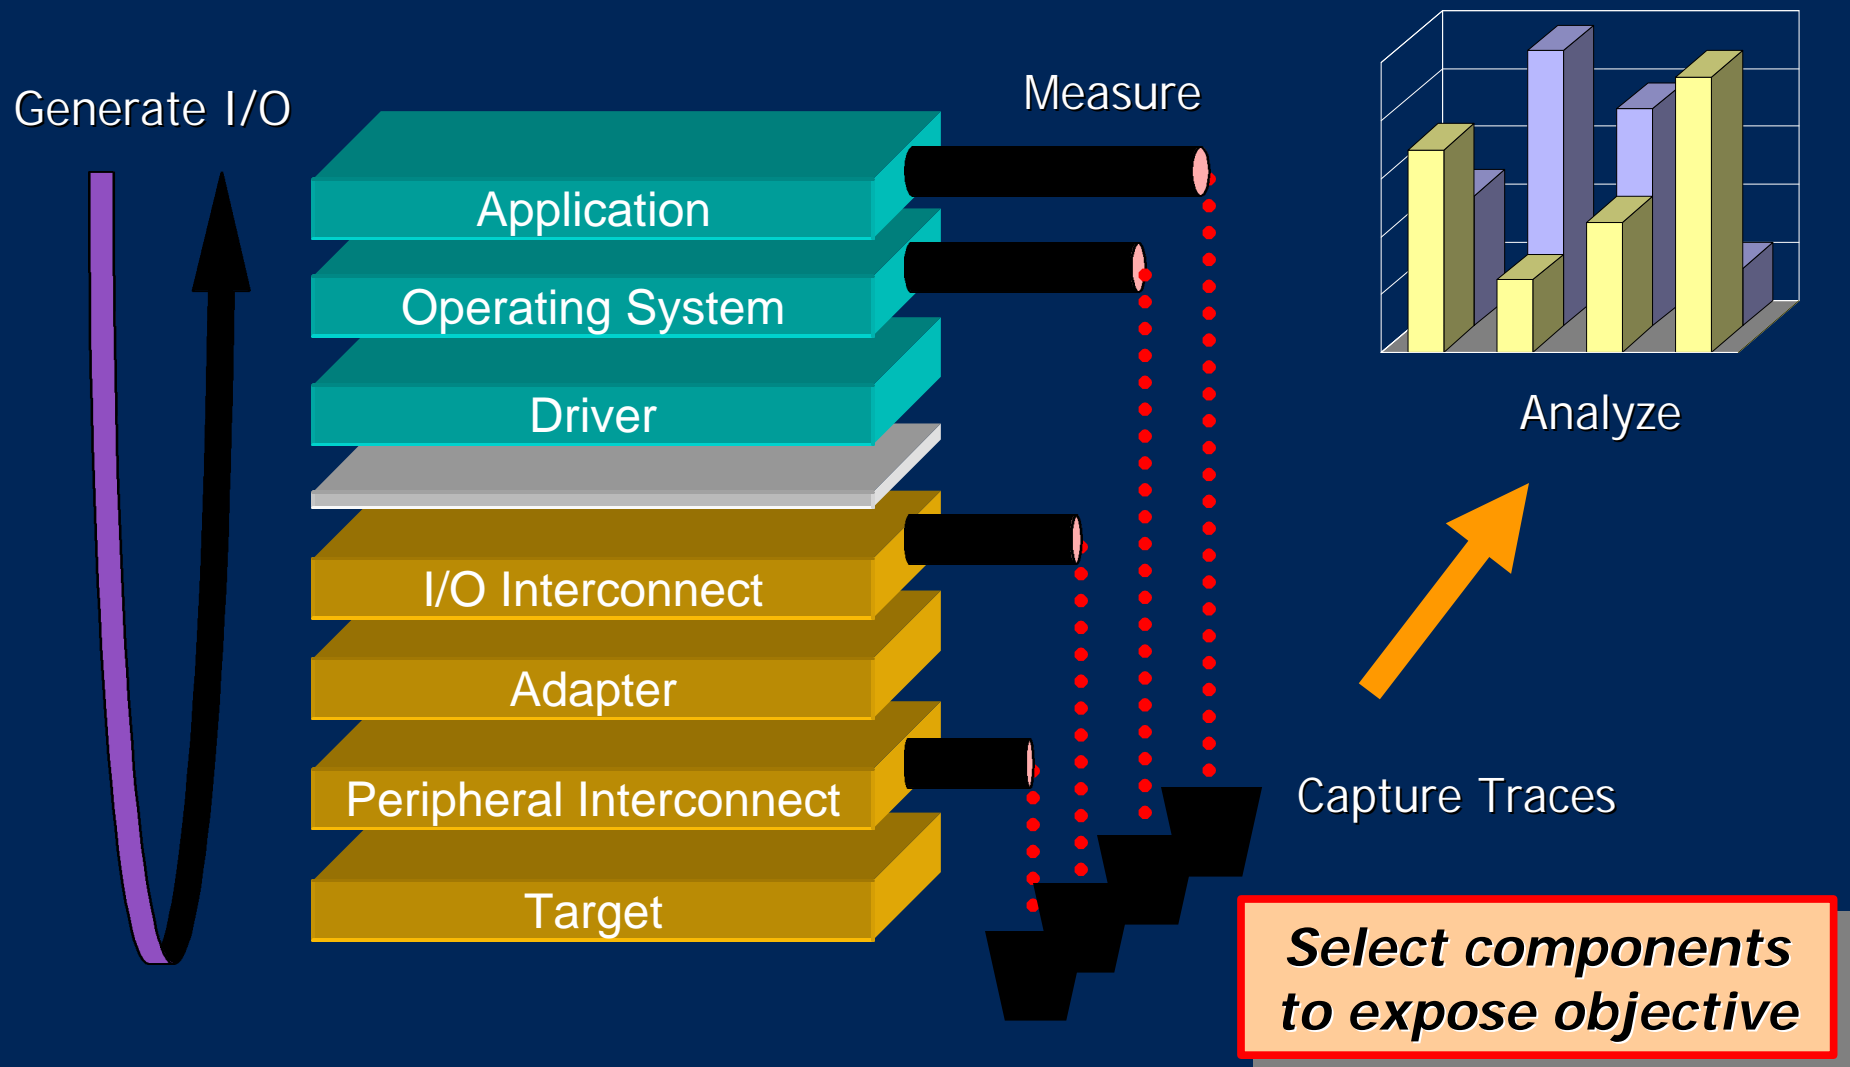 Generate I/O
Measure
Application
Operating System
Driver
I/O Interconnect
Adapter
Peripheral Interconnect
Target
Analyze
Capture Traces
Select components
to expose objective